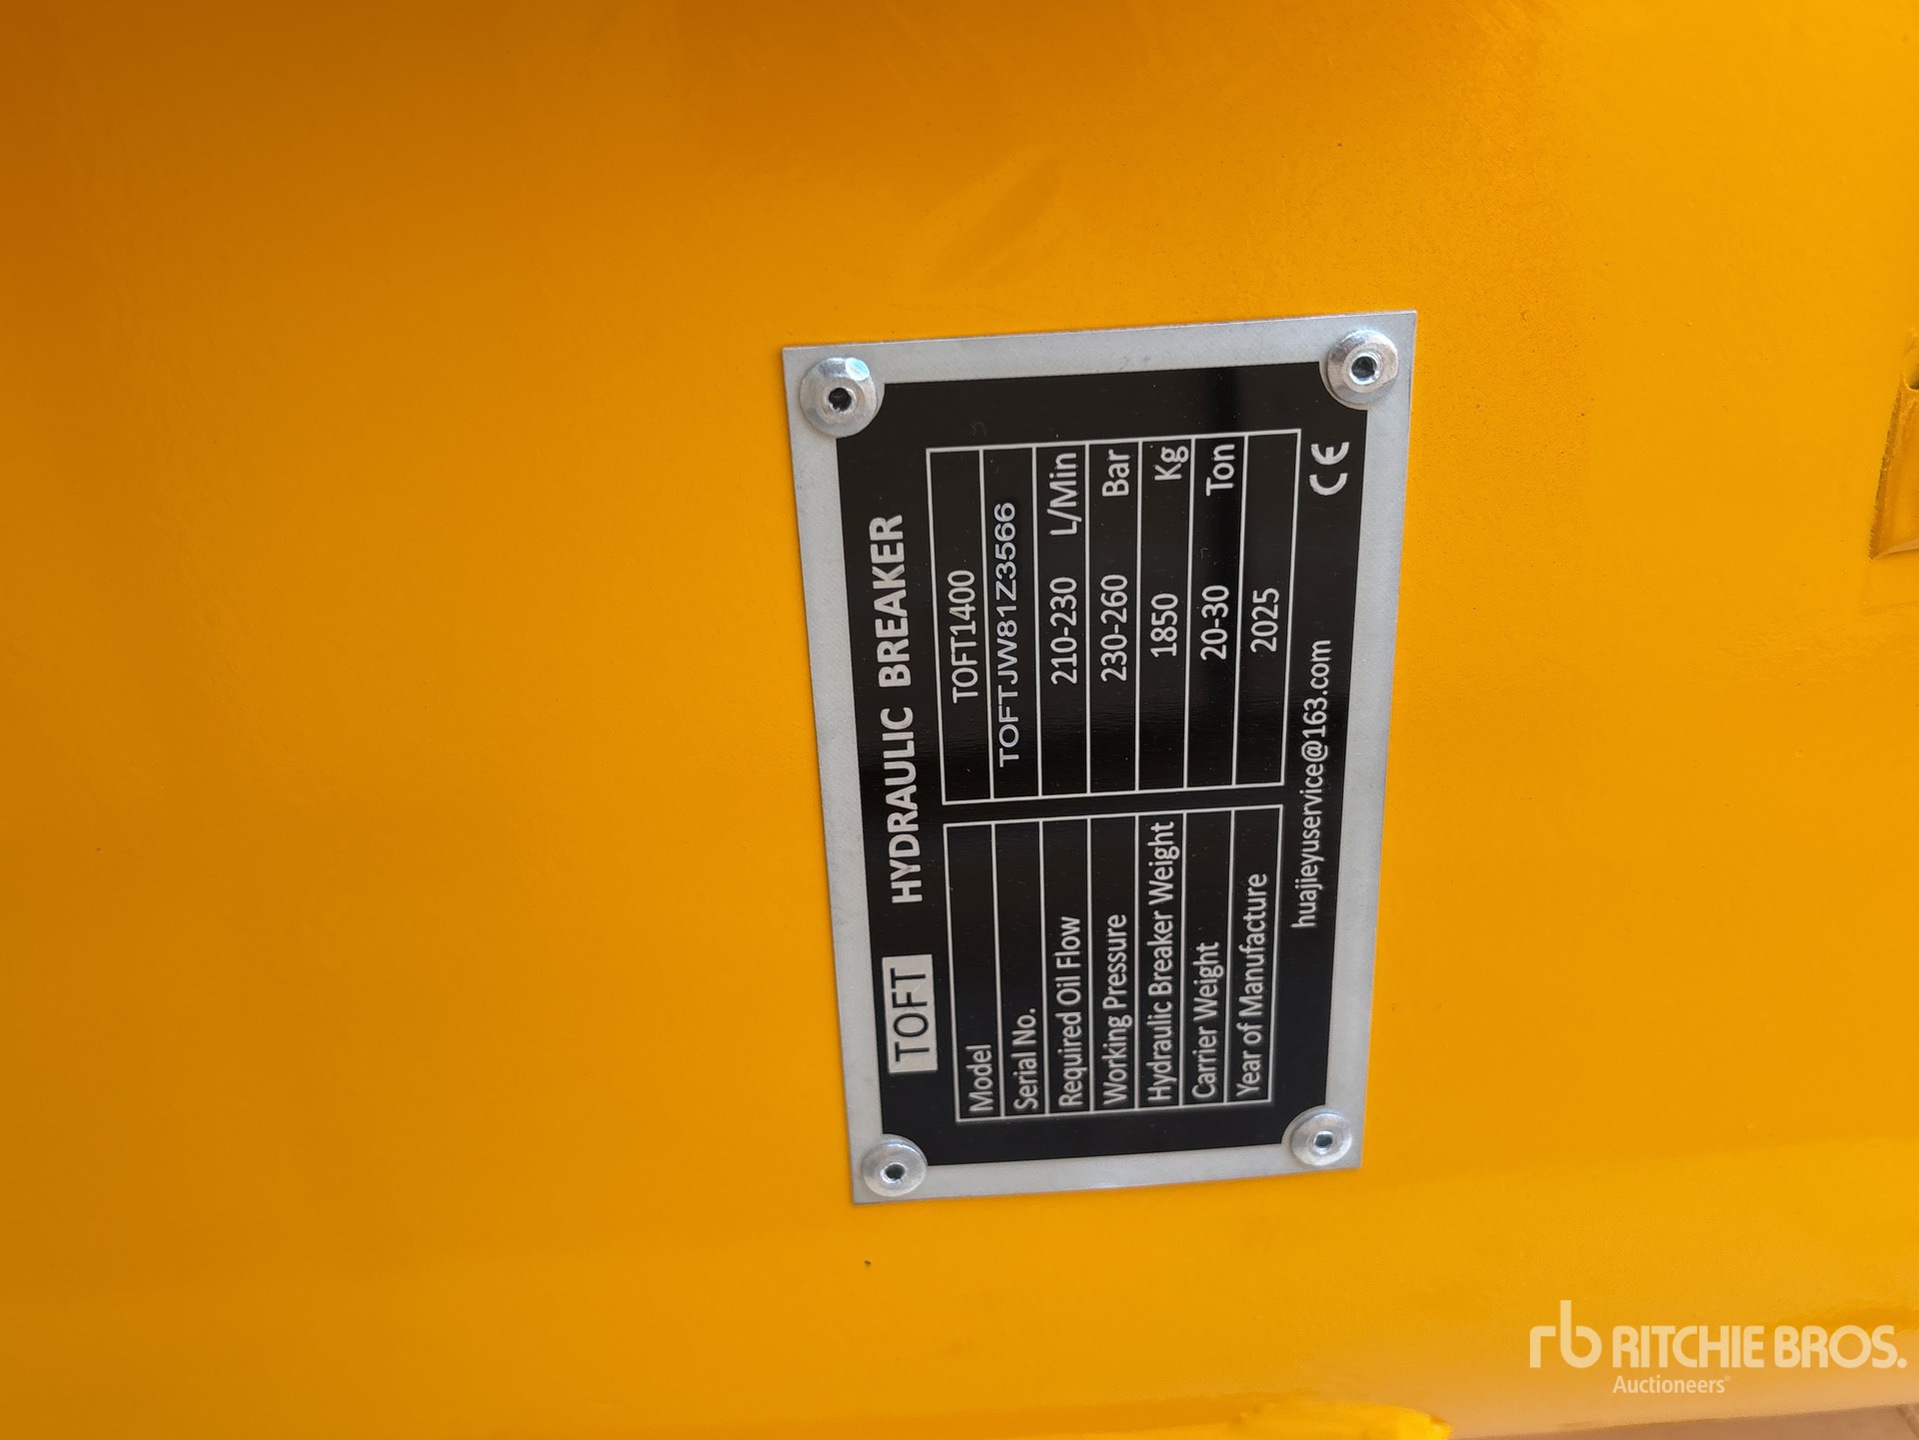 TOFT HYDRAULIC BREAKER
Model TOFT1400
Serial No. TOFTJW81Z3566
Required Oil Flow 210-230 L/Min
Working Pressure 230-260 Bar
Hydraulic Breaker Weight 1850 Kg
Carrier Weight 20-30 Ton
Year of Manufacture 2025
huajieyuservice@163.com CE
rb RITCHIE BROS.
Auctioneers